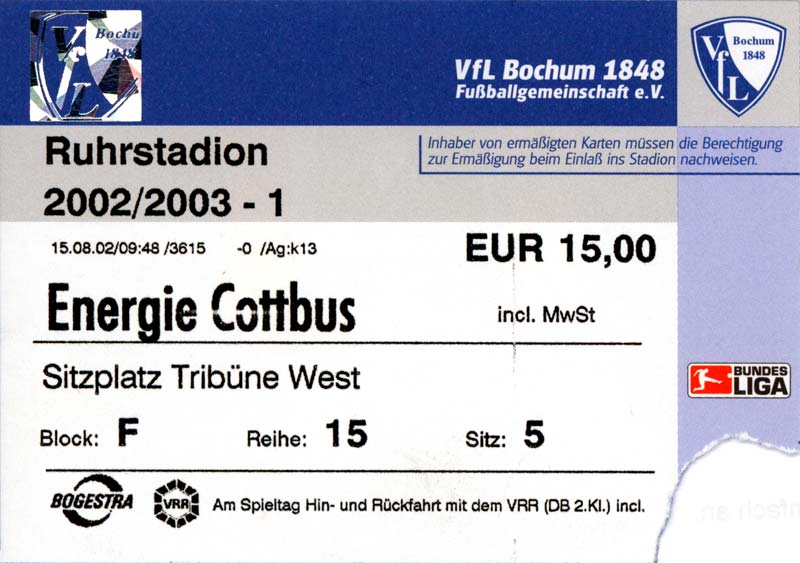 Bochu
1848
VfL
VfL Bochum 1848
Fußballgemeinschaft e.V.
VfL
Bochum
1848
Ruhrstadion
2002/2003 - 1
Inhaber von ermäßigten Karten müssen die Berechtigung
zur Ermäßigung beim Einlaß ins Stadion nachweisen.
15.08.02/09:48 /3615 -0 /Ag:k13
EUR 15,00
Energie Cottbus
incl. MwSt
Sitzplatz Tribüne West
BUNDES
LIGA
Block: F Reihe: 15 Sitz: 5
BOGESTRA
VRR
Am Spieltag Hin- und Rückfahrt mit dem VRR (DB 2.Kl.) incl.